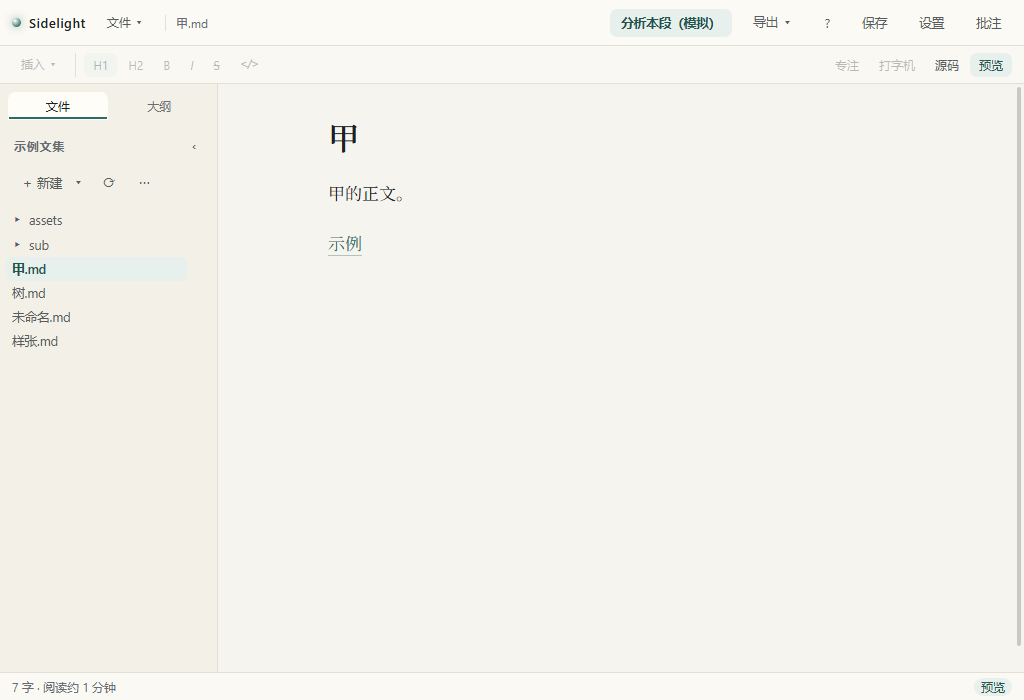 Sidelight 文件 甲.md 分析本段（模拟） 导出 ? 保存 设置 批注
插入 H1 H2 B I S </> 专注 打字机 源码 预览
文件 大纲
示例文集
+ 新建 ...
assets
sub
甲.md
树.md
未命名.md
样张.md
甲
甲的正文。
示例
7 字 · 阅读约 1 分钟 预览